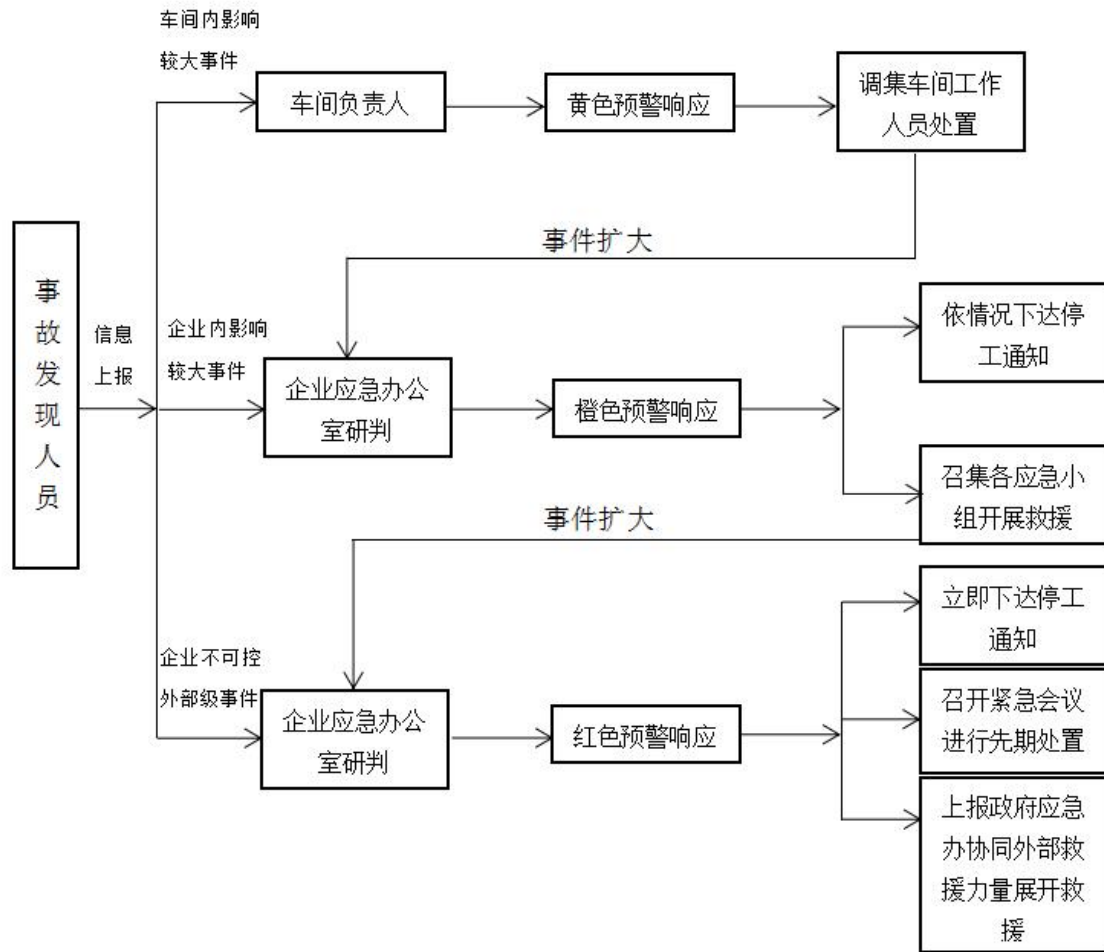 车间内影响
较大事件
车间负责人
黄色预警响应
调集车间工作
人员处置
事件扩大
事故发现人员
信息
上报
企业内影响
较大事件
企业应急办公
室研判
橙色预警响应
依情况下达停
工通知
召集各应急小
组开展救援
事件扩大
企业不可控
外部级事件
企业应急办公
室研判
红色预警响应
立即下达停工
通知
召开紧急会议
进行先期处置
上报政府应急
办协同外部救
援力量展开救
援